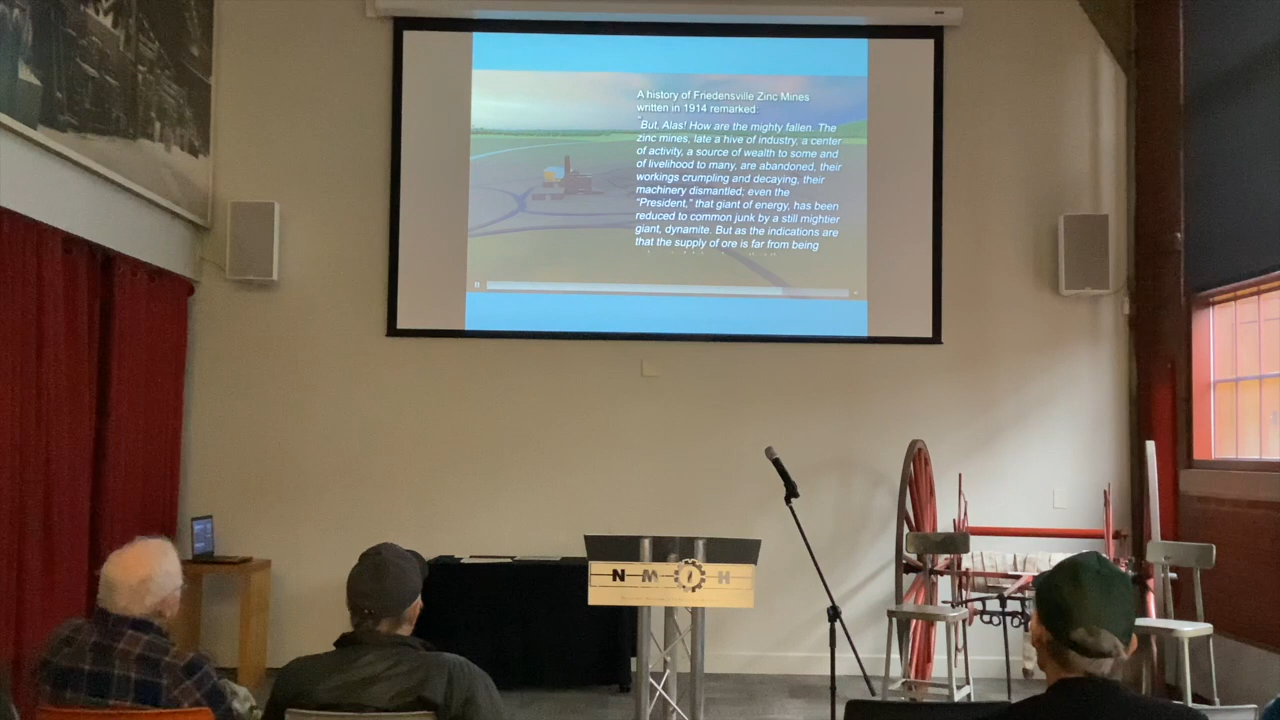 A history of Friedensville Zinc Mines
written in 1914 remarked:
"But, Alas! How are the mighty fallen. The
zinc mines, late a hive of industry, a center
of activity, a source of wealth to some and
of livelihood to many, are abandoned, their
workings crumpling and decaying, their
machinery dismantled; even the
"President," that giant of energy, has been
reduced to common junk by a still mightier
giant, dynamite. But as the indications are
that the supply of ore is far from being
NMIH